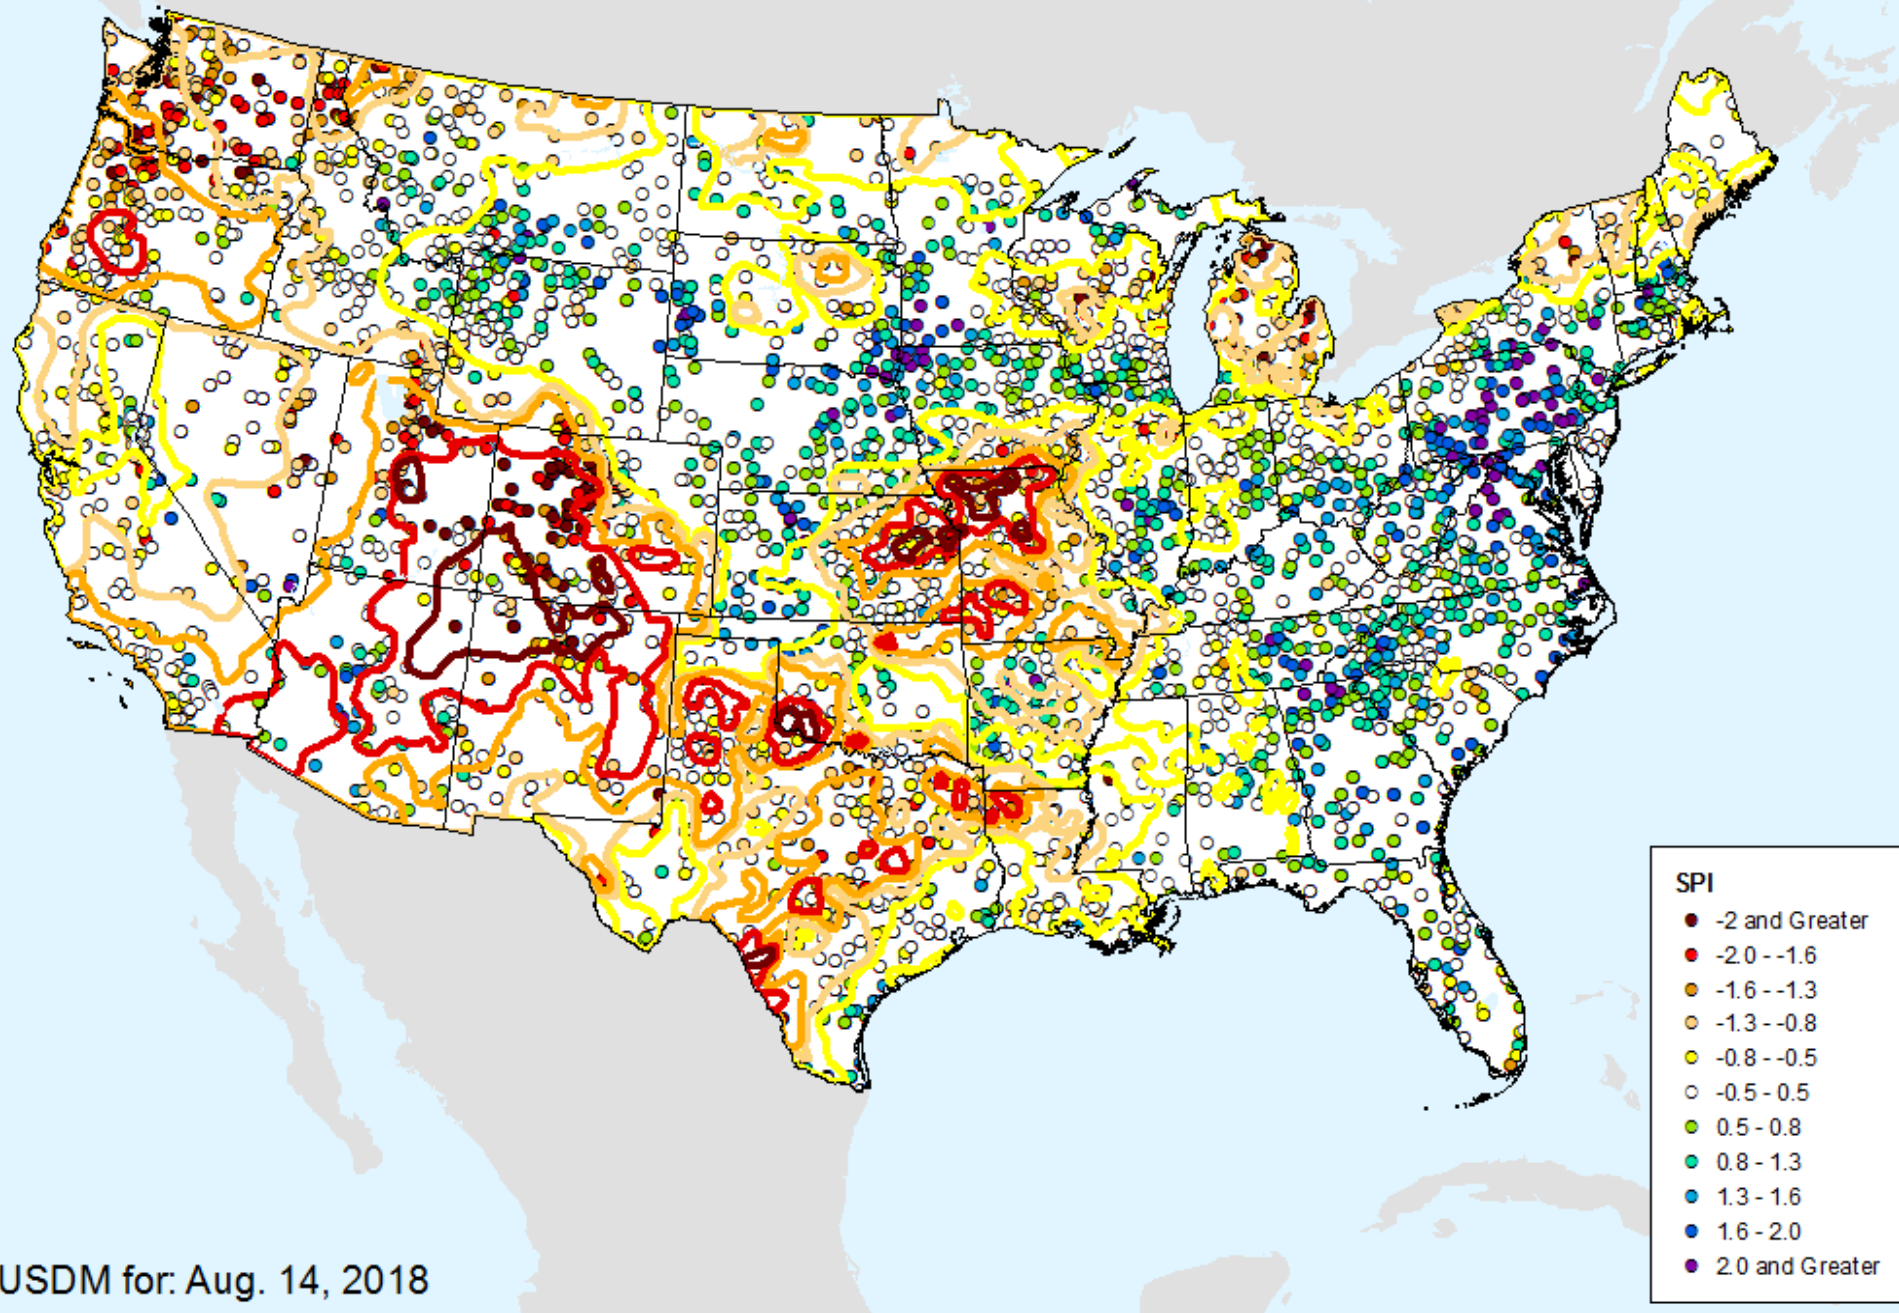 SPI
-2 and Greater
-2.0 - -1.6
-1.6 - -1.3
-1.3 - -0.8
-0.8 - -0.5
-0.5 - 0.5
0.5 - 0.8
0.8 - 1.3
1.3 - 1.6
1.6 - 2.0
2.0 and Greater
USDM for: Aug. 14, 2018